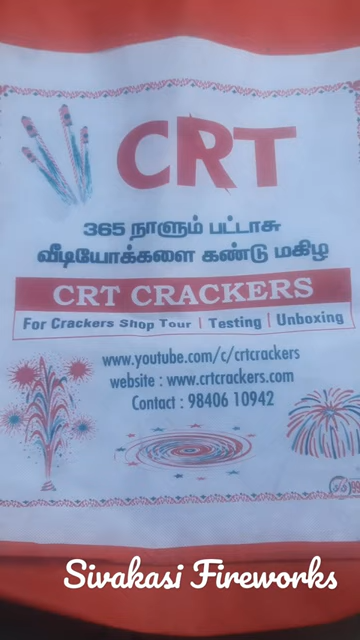 CRT
365 நாளும் பட்டாசு
வீடியோக்களை கண்டு மகிழ
CRT CRACKERS
For Crackers Shop Tour | Testing | Unboxing
www.youtube.com/c/crtcrackers
website : www.crtcrackers.com
Contact : 98406 10942
Sivakasi Fireworks